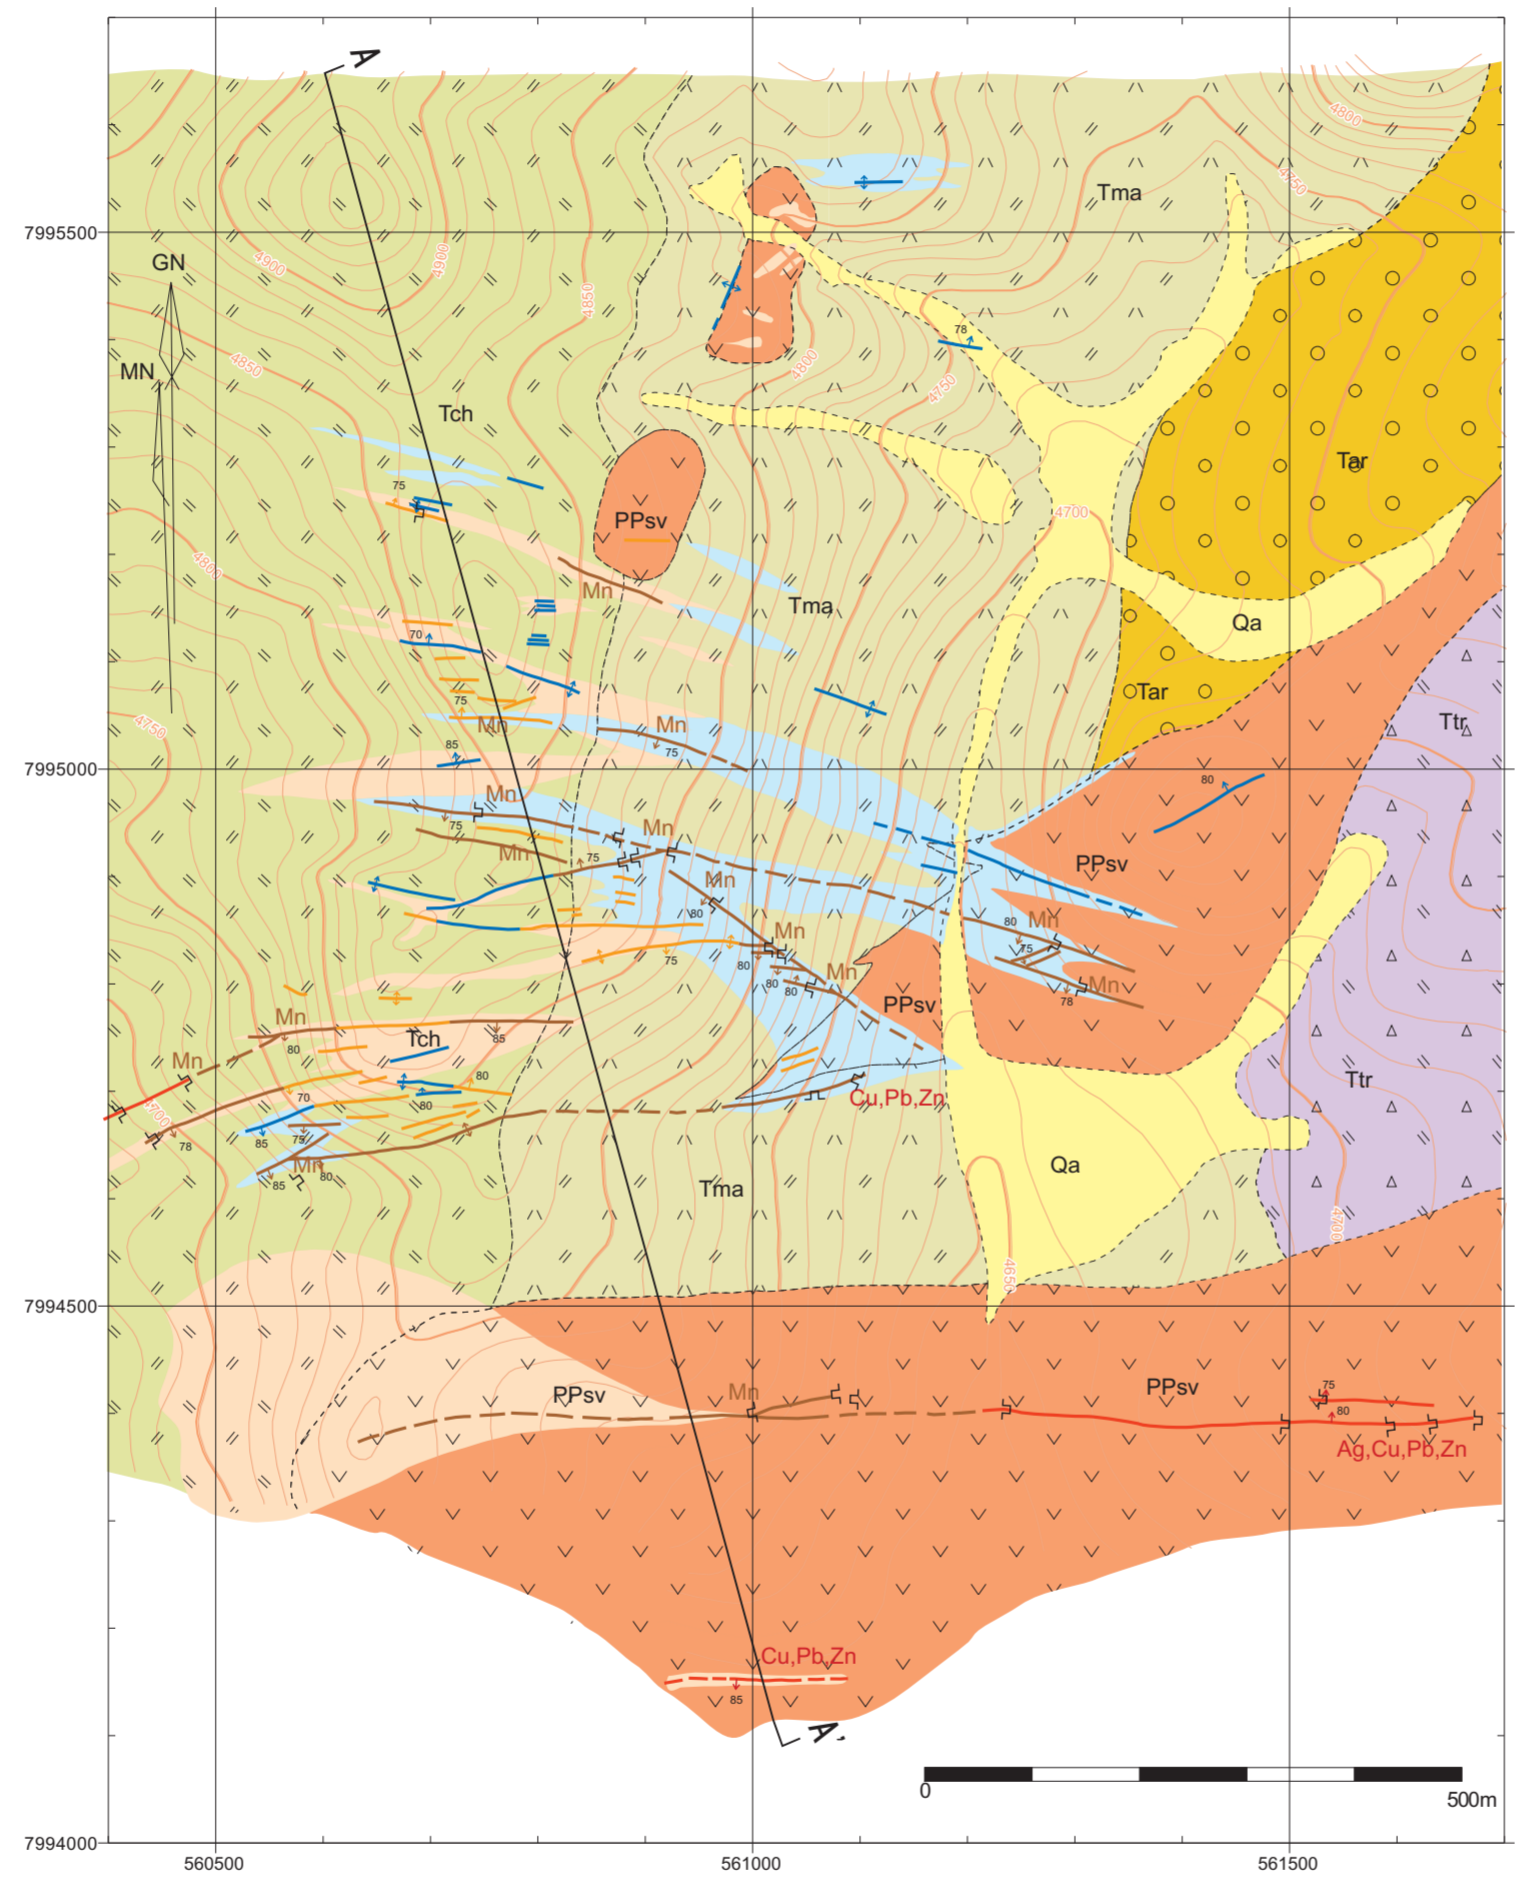 A
4800
4750
Tma
7995500
GN
4900
4900
4850
78
MN
4850
4800
4750
Tch
Tar
75
4700
PPsv
4800
Mn
Tma
Qa
70
Tar
75
4750
Mn
Mn
75
Ttr
85
7995000
80
Mn
75
Mn
Mn
75
PPsv
Mn
80
80
Mn
Mn
75
75
80
80
80
Mn
Mn
78
PPsv
Mn
80
Tch
85
Mn
80
Ttr
70
80
Cu,Pb,Zn
4700
78
85
75
Mn
80
85
Qa
Tma
4700
4650
7994500
PPsv
Mn
PPsv
75
80
Ag,Cu,Pb,Zn
Cu,Pb,Zn
85
A'
0
500m
7994000
560500
561000
561500